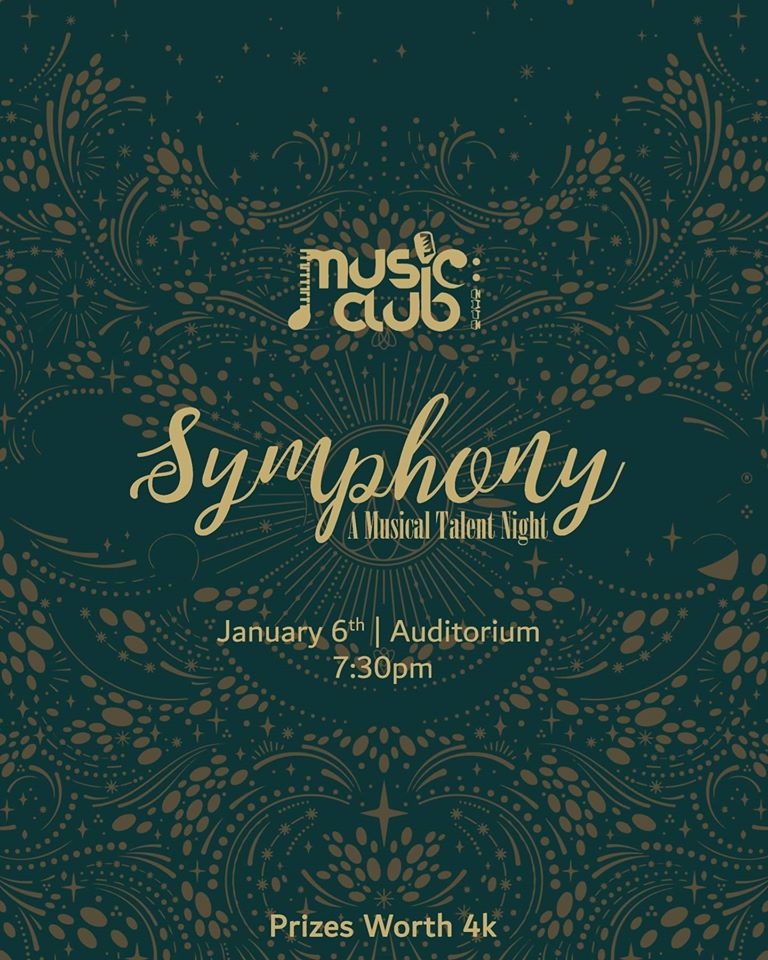 music
club
Symphony
A Musical Talent Night
January 6th | Auditorium
7:30pm
Prizes Worth 4k